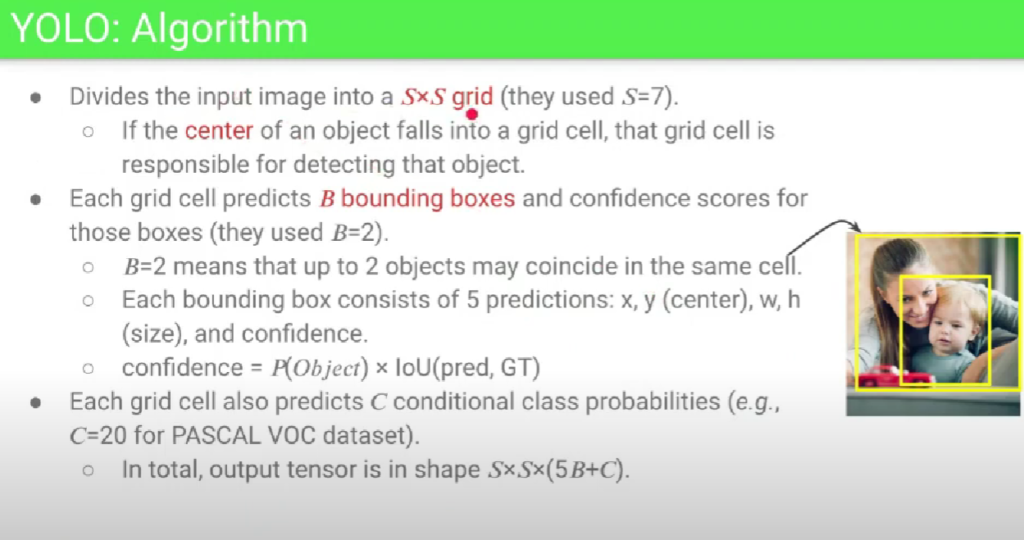 YOLO: Algorithm
● Divides the input image into a S×S grid (they used S=7).
○ If the center of an object falls into a grid cell, that grid cell is
responsible for detecting that object.
● Each grid cell predicts B bounding boxes and confidence scores for
those boxes (they used B=2).
○ B=2 means that up to 2 objects may coincide in the same cell.
○ Each bounding box consists of 5 predictions: x, y (center), w, h
(size), and confidence.
○ confidence = P(Object) × IoU(pred, GT)
● Each grid cell also predicts C conditional class probabilities (e.g.,
C=20 for PASCAL VOC dataset).
○ In total, output tensor is in shape S×S×(5B+C).